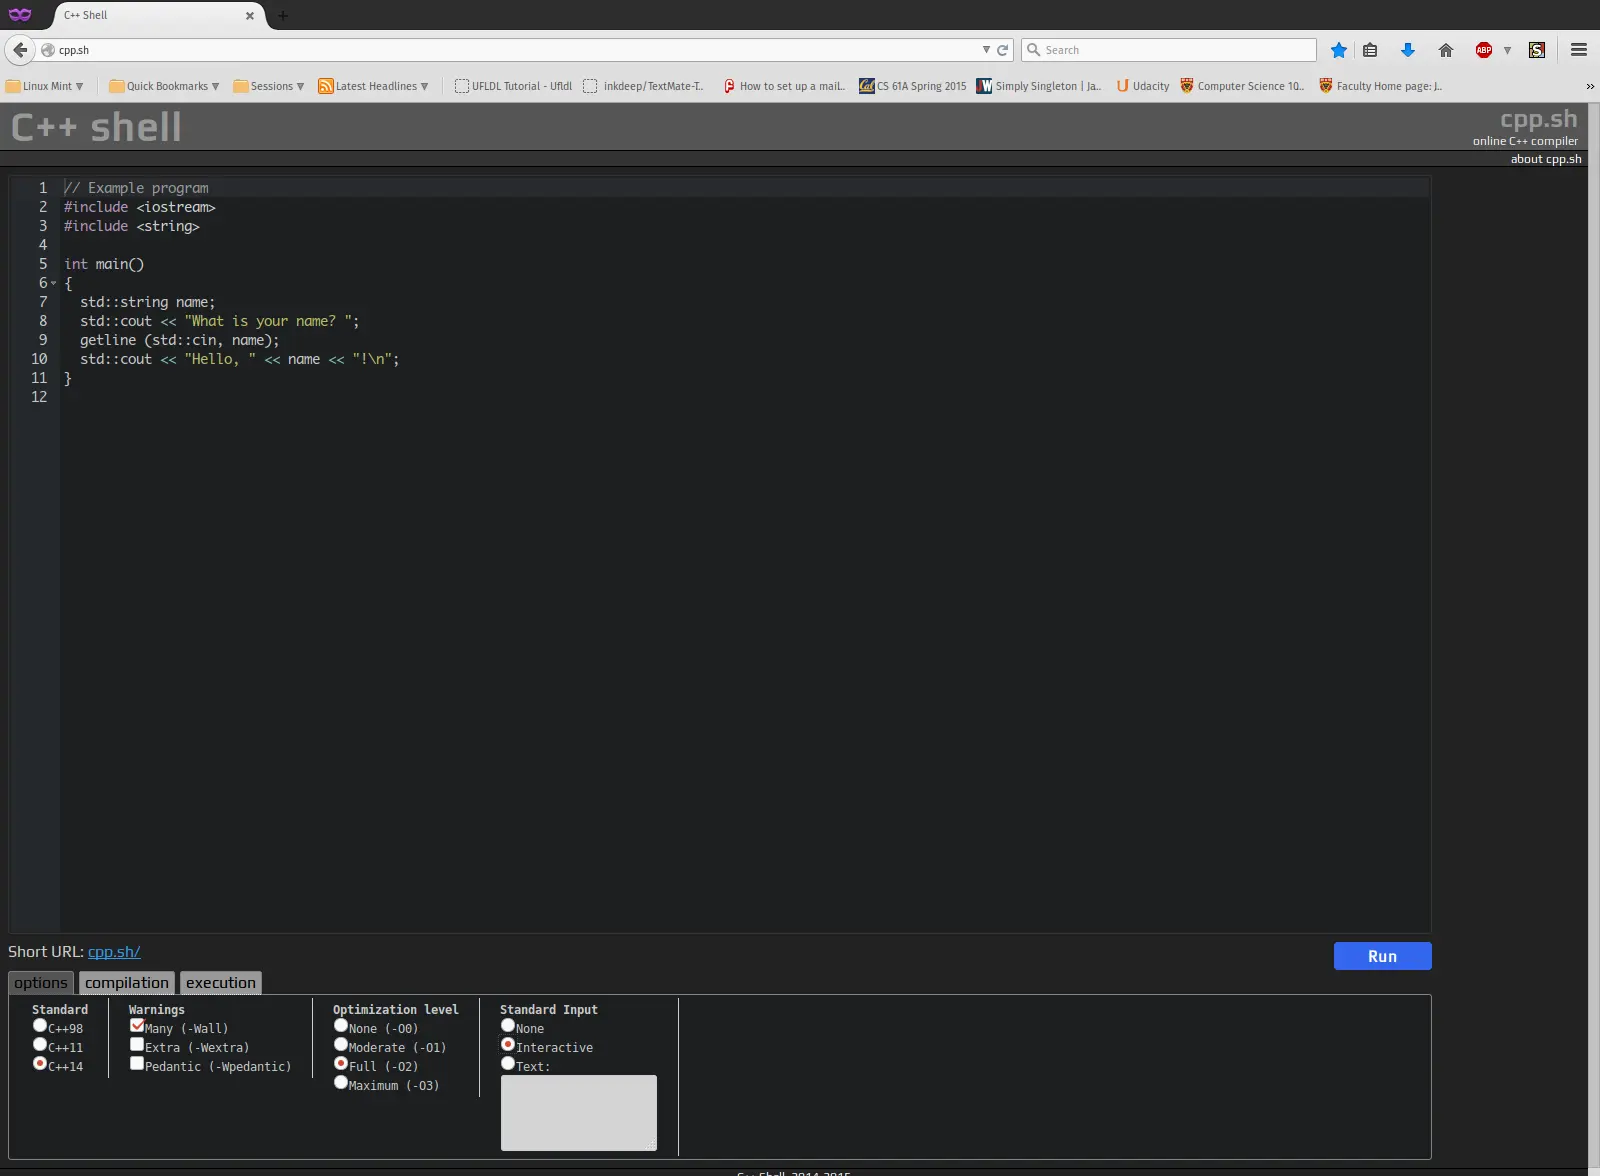 C++ Shell
cpp.sh
Search
ABP
S
Linux Mint Quick Bookmarks Sessions Latest Headlines UFLDL Tutorial - Ufldl inkdeep/TextMate-T.. How to set up a mail.. Cal CS 61A Spring 2015 JW Simply Singleton | Ja.. Udacity Computer Science 10.. Faculty Home page: J.. »
C++ shell
cpp.sh
online C++ compiler
about cpp.sh
1 // Example program
2 #include <iostream>
3 #include <string>
4
5 int main()
6 {
7 std::string name;
8 std::cout << "What is your name? ";
9 getline (std::cin, name);
10 std::cout << "Hello, " << name << "!\n";
11 }
12
Short URL: cpp.sh/
Run
options compilation execution
Standard
C++98
C++11
C++14
Warnings
Many (-Wall)
Extra (-Wextra)
Pedantic (-Wpedantic)
Optimization level
None (-O0)
Moderate (-O1)
Full (-O2)
Maximum (-O3)
Standard Input
None
Interactive
Text:
C++ Shell, 2014-2015